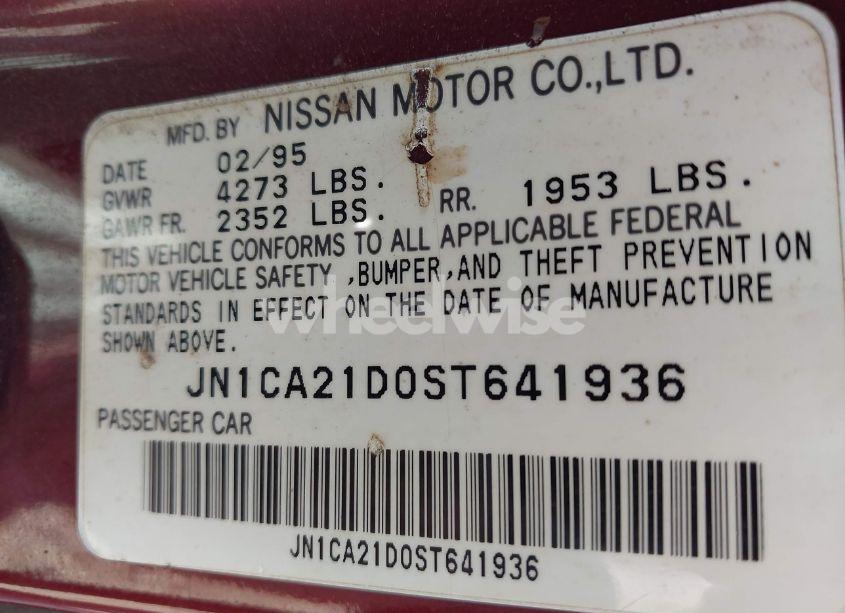 MFD. BY NISSAN MOTOR CO.,LTD.
DATE 02/95
GVWR 4273 LBS.
GAWR FR. 2352 LBS. RR. 1953 LBS.
THIS VEHICLE CONFORMS TO ALL APPLICABLE FEDERAL
MOTOR VEHICLE SAFETY ,BUMPER,AND THEFT PREVENTION
STANDARDS IN EFFECT ON THE DATE OF MANUFACTURE
SHOWN ABOVE.
wheelwise
JN1CA21D0ST641936
PASSENGER CAR
JN1CA21D0ST641936